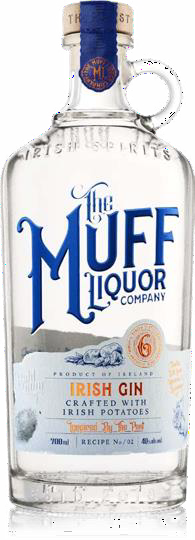 IRISH SPIRITS
The
MUFF
LIQUOR
COMPANY
6
PRODUCT OF IRELAND
IRISH GIN
CRAFTED WITH
IRISH POTATOES
Inspired By The Past
700ml
RECIPE No/02
40%alc/vol